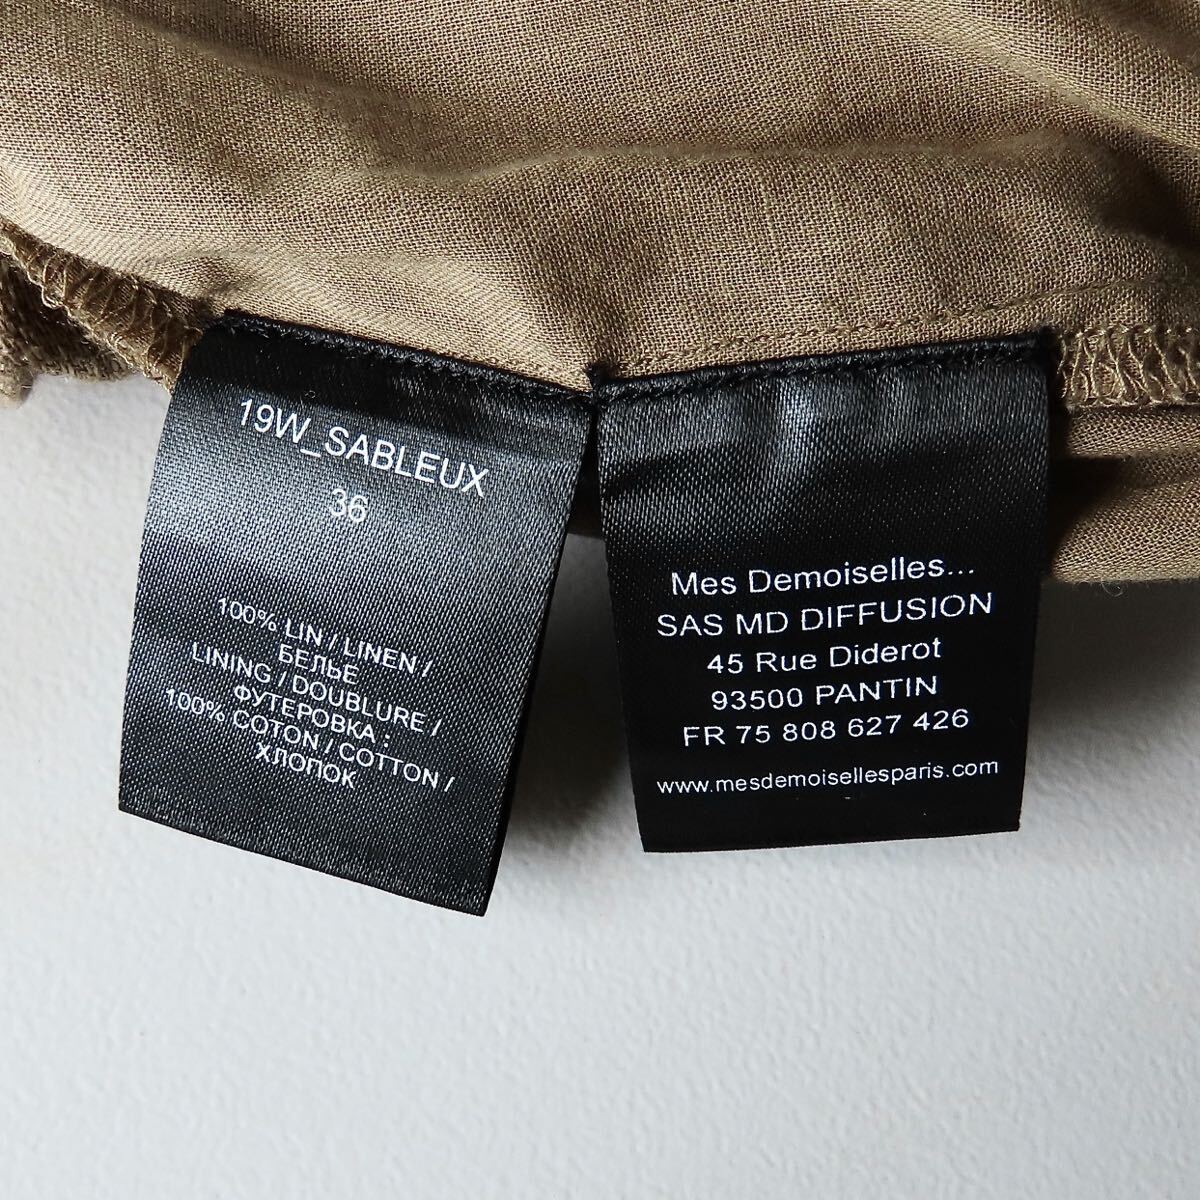 19W_SABLEUX
36
100% LIN / LINEN /
БЕЛЬЕ
LINING / DOUBLURE /
ФУТЕРОВКА :
100% COTON / COTTON /
ХЛОПОК
Mes Demoiselles...
SAS MD DIFFUSION
45 Rue Diderot
93500 PANTIN
FR 75 808 627 426
www.mesdemoisellesparis.com